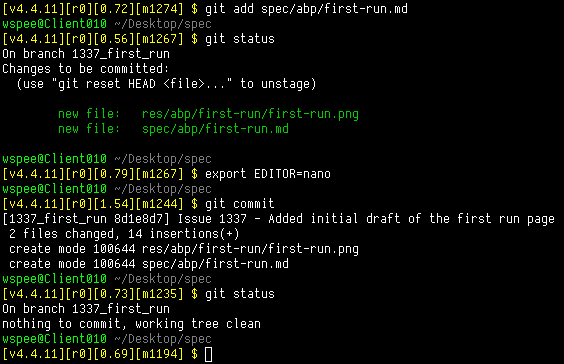 [v4.4.11][r0][0.72][m1274] $ git add spec/abp/first-run.md
wspee@Client010 ~/Desktop/spec
[v4.4.11][r0][0.56][m1267] $ git status
On branch 1337_first_run
Changes to be committed:
  (use "git reset HEAD <file>..." to unstage)

        new file:   res/abp/first-run/first-run.png
        new file:   spec/abp/first-run.md

wspee@Client010 ~/Desktop/spec
[v4.4.11][r0][0.79][m1267] $ export EDITOR=nano
wspee@Client010 ~/Desktop/spec
[v4.4.11][r0][1.54][m1244] $ git commit
[1337_first_run 8d1e8d7] Issue 1337 - Added initial draft of the first run page
 2 files changed, 14 insertions(+)
 create mode 100644 res/abp/first-run/first-run.png
 create mode 100644 spec/abp/first-run.md
wspee@Client010 ~/Desktop/spec
[v4.4.11][r0][0.73][m1235] $ git status
On branch 1337_first_run
nothing to commit, working tree clean
wspee@Client010 ~/Desktop/spec
[v4.4.11][r0][0.69][m1194] $